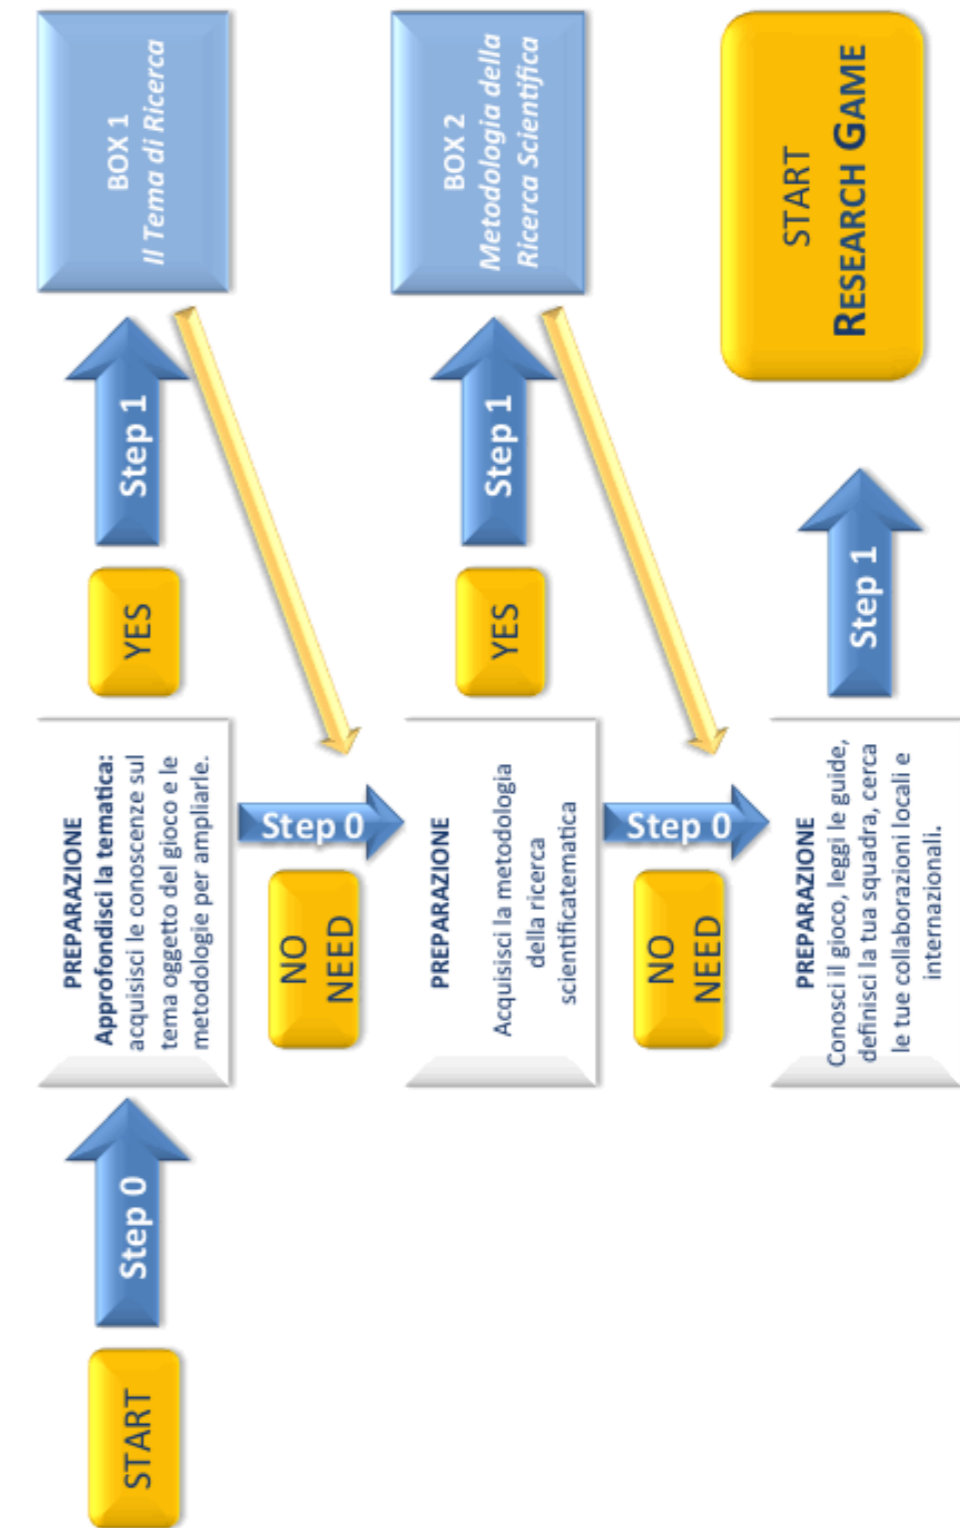 START
Step 0
PREPARAZIONE
Approfondisci la tematica:
acquisisci le conoscenze sul
tema oggetto del gioco e le
metodologie per ampliarle.
YES
Step 1
BOX 1
Il Tema di Ricerca
NO
NEED
Step 0
PREPARAZIONE
Acquisisci la metodologia
della ricerca
scientificatematica
YES
Step 1
BOX 2
Metodologia della
Ricerca Scientifica
NO
NEED
Step 0
PREPARAZIONE
Conosci il gioco, leggi le guide,
definisci la tua squadra, cerca
le tue collaborazioni locali e
internazionali.
Step 1
START
RESEARCH GAME